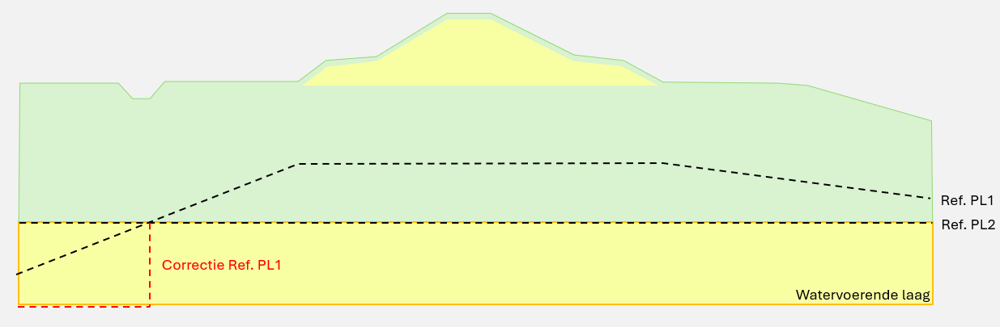 Ref. PL1
Ref. PL2
Correctie Ref. PL1
Watervoerende laag